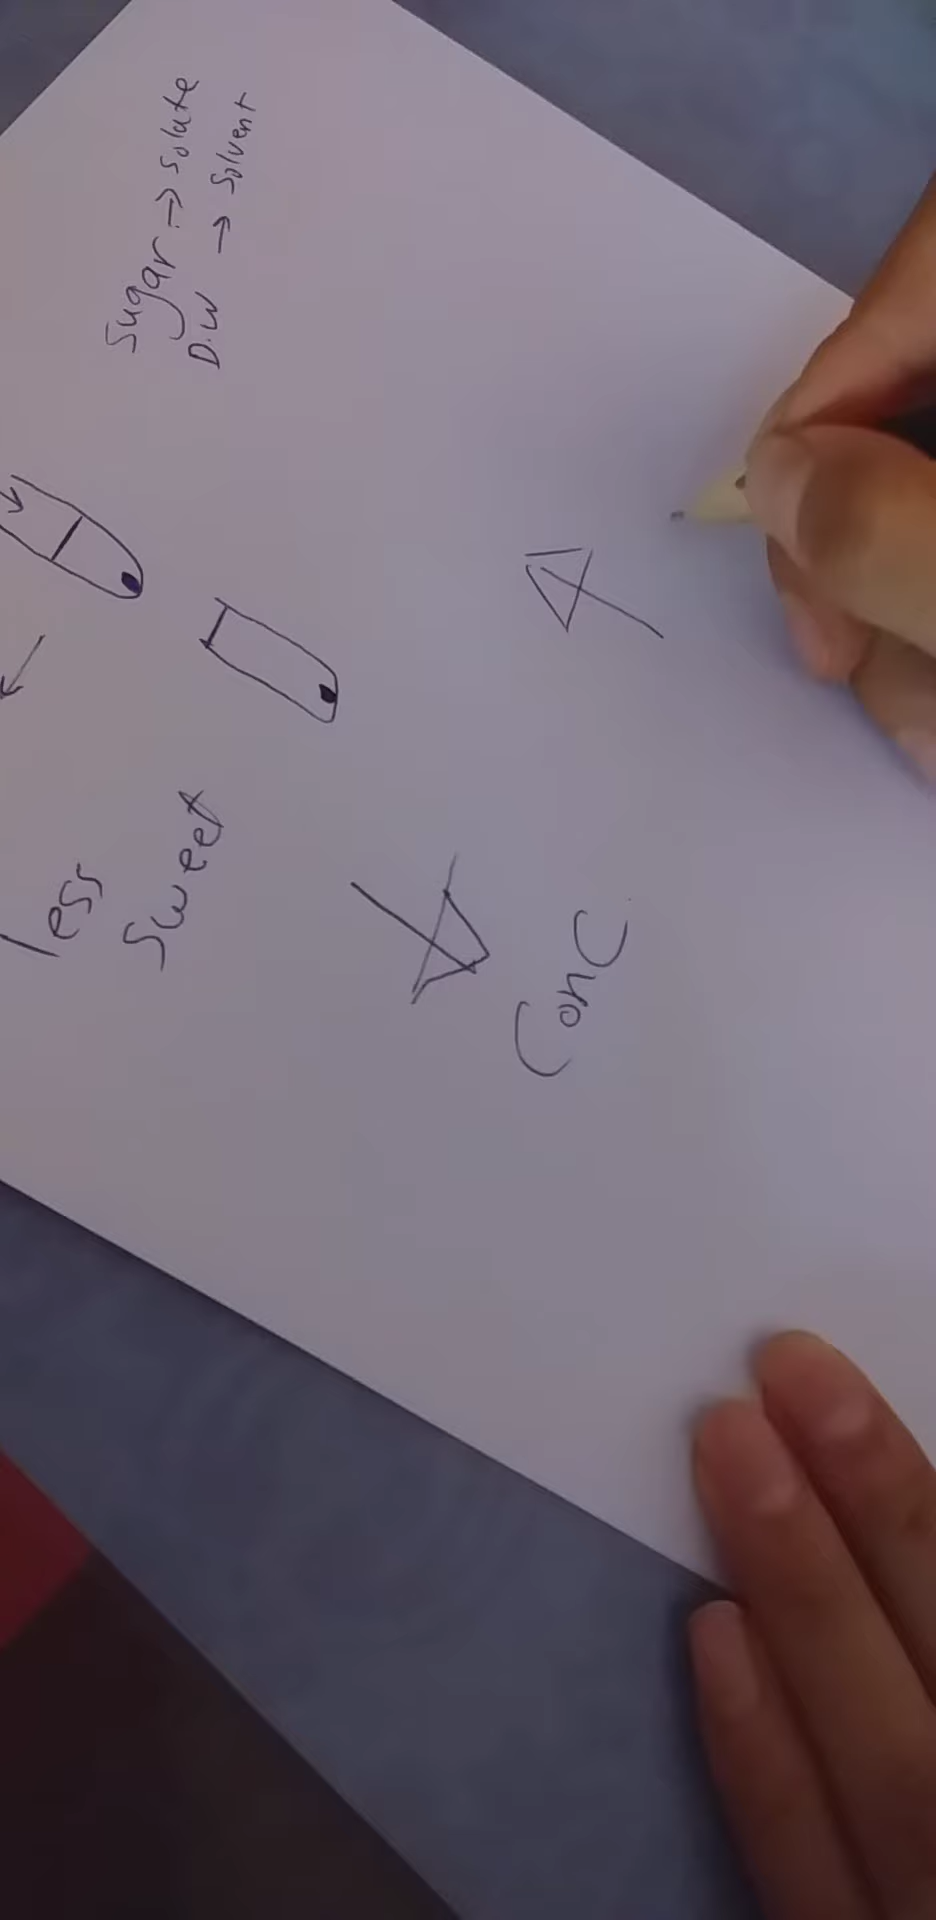 Sugar → Solute
D.W → Solvent
less
Sweet
Conc.